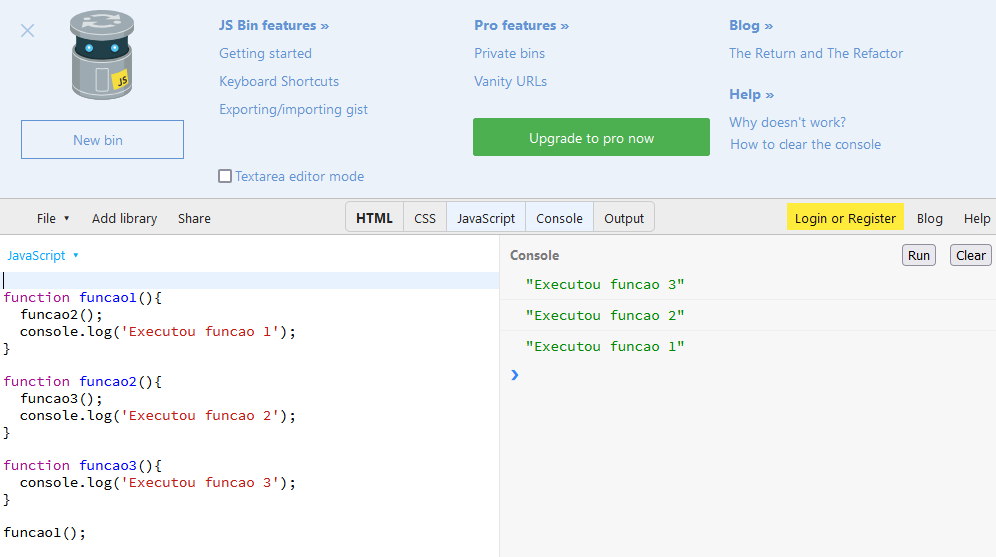 JS Bin features »
Getting started
Keyboard Shortcuts
Exporting/importing gist
Textarea editor mode
Pro features »
Private bins
Vanity URLs
Upgrade to pro now
Blog »
The Return and The Refactor
Help »
Why doesn't work?
How to clear the console
JS
New bin
File ▾ Add library Share HTML CSS JavaScript Console Output Login or Register Blog Help
JavaScript ▾
function funcao1(){
  funcao2();
  console.log('Executou funcao 1');
}
function funcao2(){
  funcao3();
  console.log('Executou funcao 2');
}
function funcao3(){
  console.log('Executou funcao 3');
}
funcao1();
Console Run Clear
"Executou funcao 3"
"Executou funcao 2"
"Executou funcao 1"